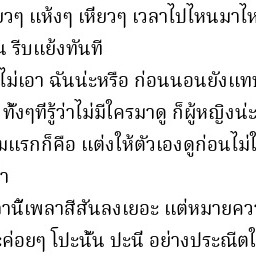 วๆ แห้งๆ เหี่ยวๆ เวลาไปไหนมาไห
น รีบแย้งทันที
ไม่เอา ฉันน่ะหรือ ก่อนนอนยังแท
ทั้งๆที่รู้ว่าไม่มีใครมาดู ก็ผู้หญิงน่ะ
มแรกก็คือ แต่งให้ตัวเองดูก่อนไม่ใ
า
านี้เพลาสีสันลงเยอะ แต่หมายคว
ค่อยๆ โปะนั้น ปะนี่ อย่างประณีตใ